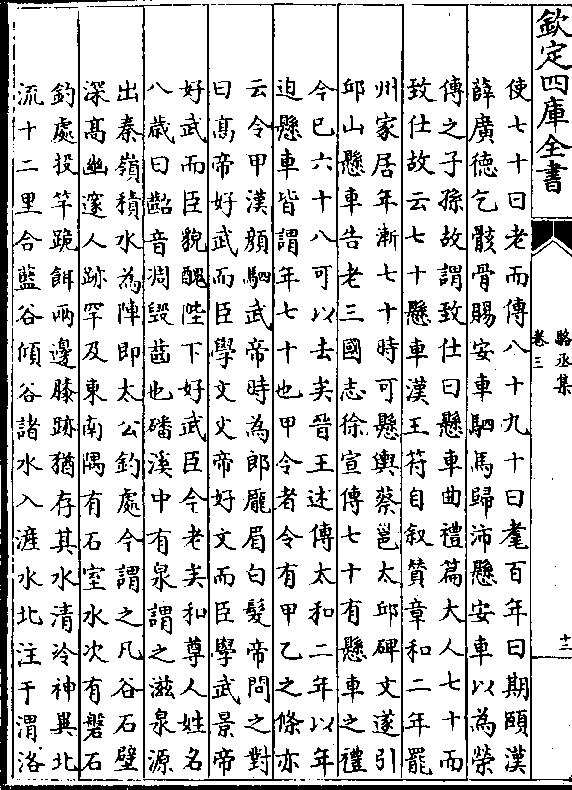 欽定四庫全書
駱丞集
卷三
十二
使七十曰老而傳八十九十曰耄百年曰期頤漢
薛廣德乞骸骨賜安車駟馬歸沛懸安車以為榮
傳之子孫故謂致仕曰懸車曲禮篇大人七十而
致仕故云七十懸車漢王符自叙贊章和二年罷
州家居年漸七十時可懸輿蔡邕太邱碑文遂引
邱山懸車告老三國志徐宣傳七十有懸車之禮
今已六十八可以去矣晉王述傳太和二年以年
迫懸車皆謂年七十也甲令者令有甲乙之條亦
云令甲漢顔駟武帝時為郎龎眉白髮帝問之對
曰高帝好武而臣學文文帝好文而臣學武景帝
好武而臣貌醜陛下好武臣今老矣和尊人姓名
八歲曰齠音凋毀齒也磻溪中有泉謂之滋泉源
出秦嶺積水為陣即太公釣處今謂之凡谷石壁
深高幽邃人跡罕及東南隅有石室水次有磐石
釣處投竿跪餌兩邊膝跡猶存其水清冷神異北
流十二里合藍谷傾谷諸水入滻水北注于渭洛